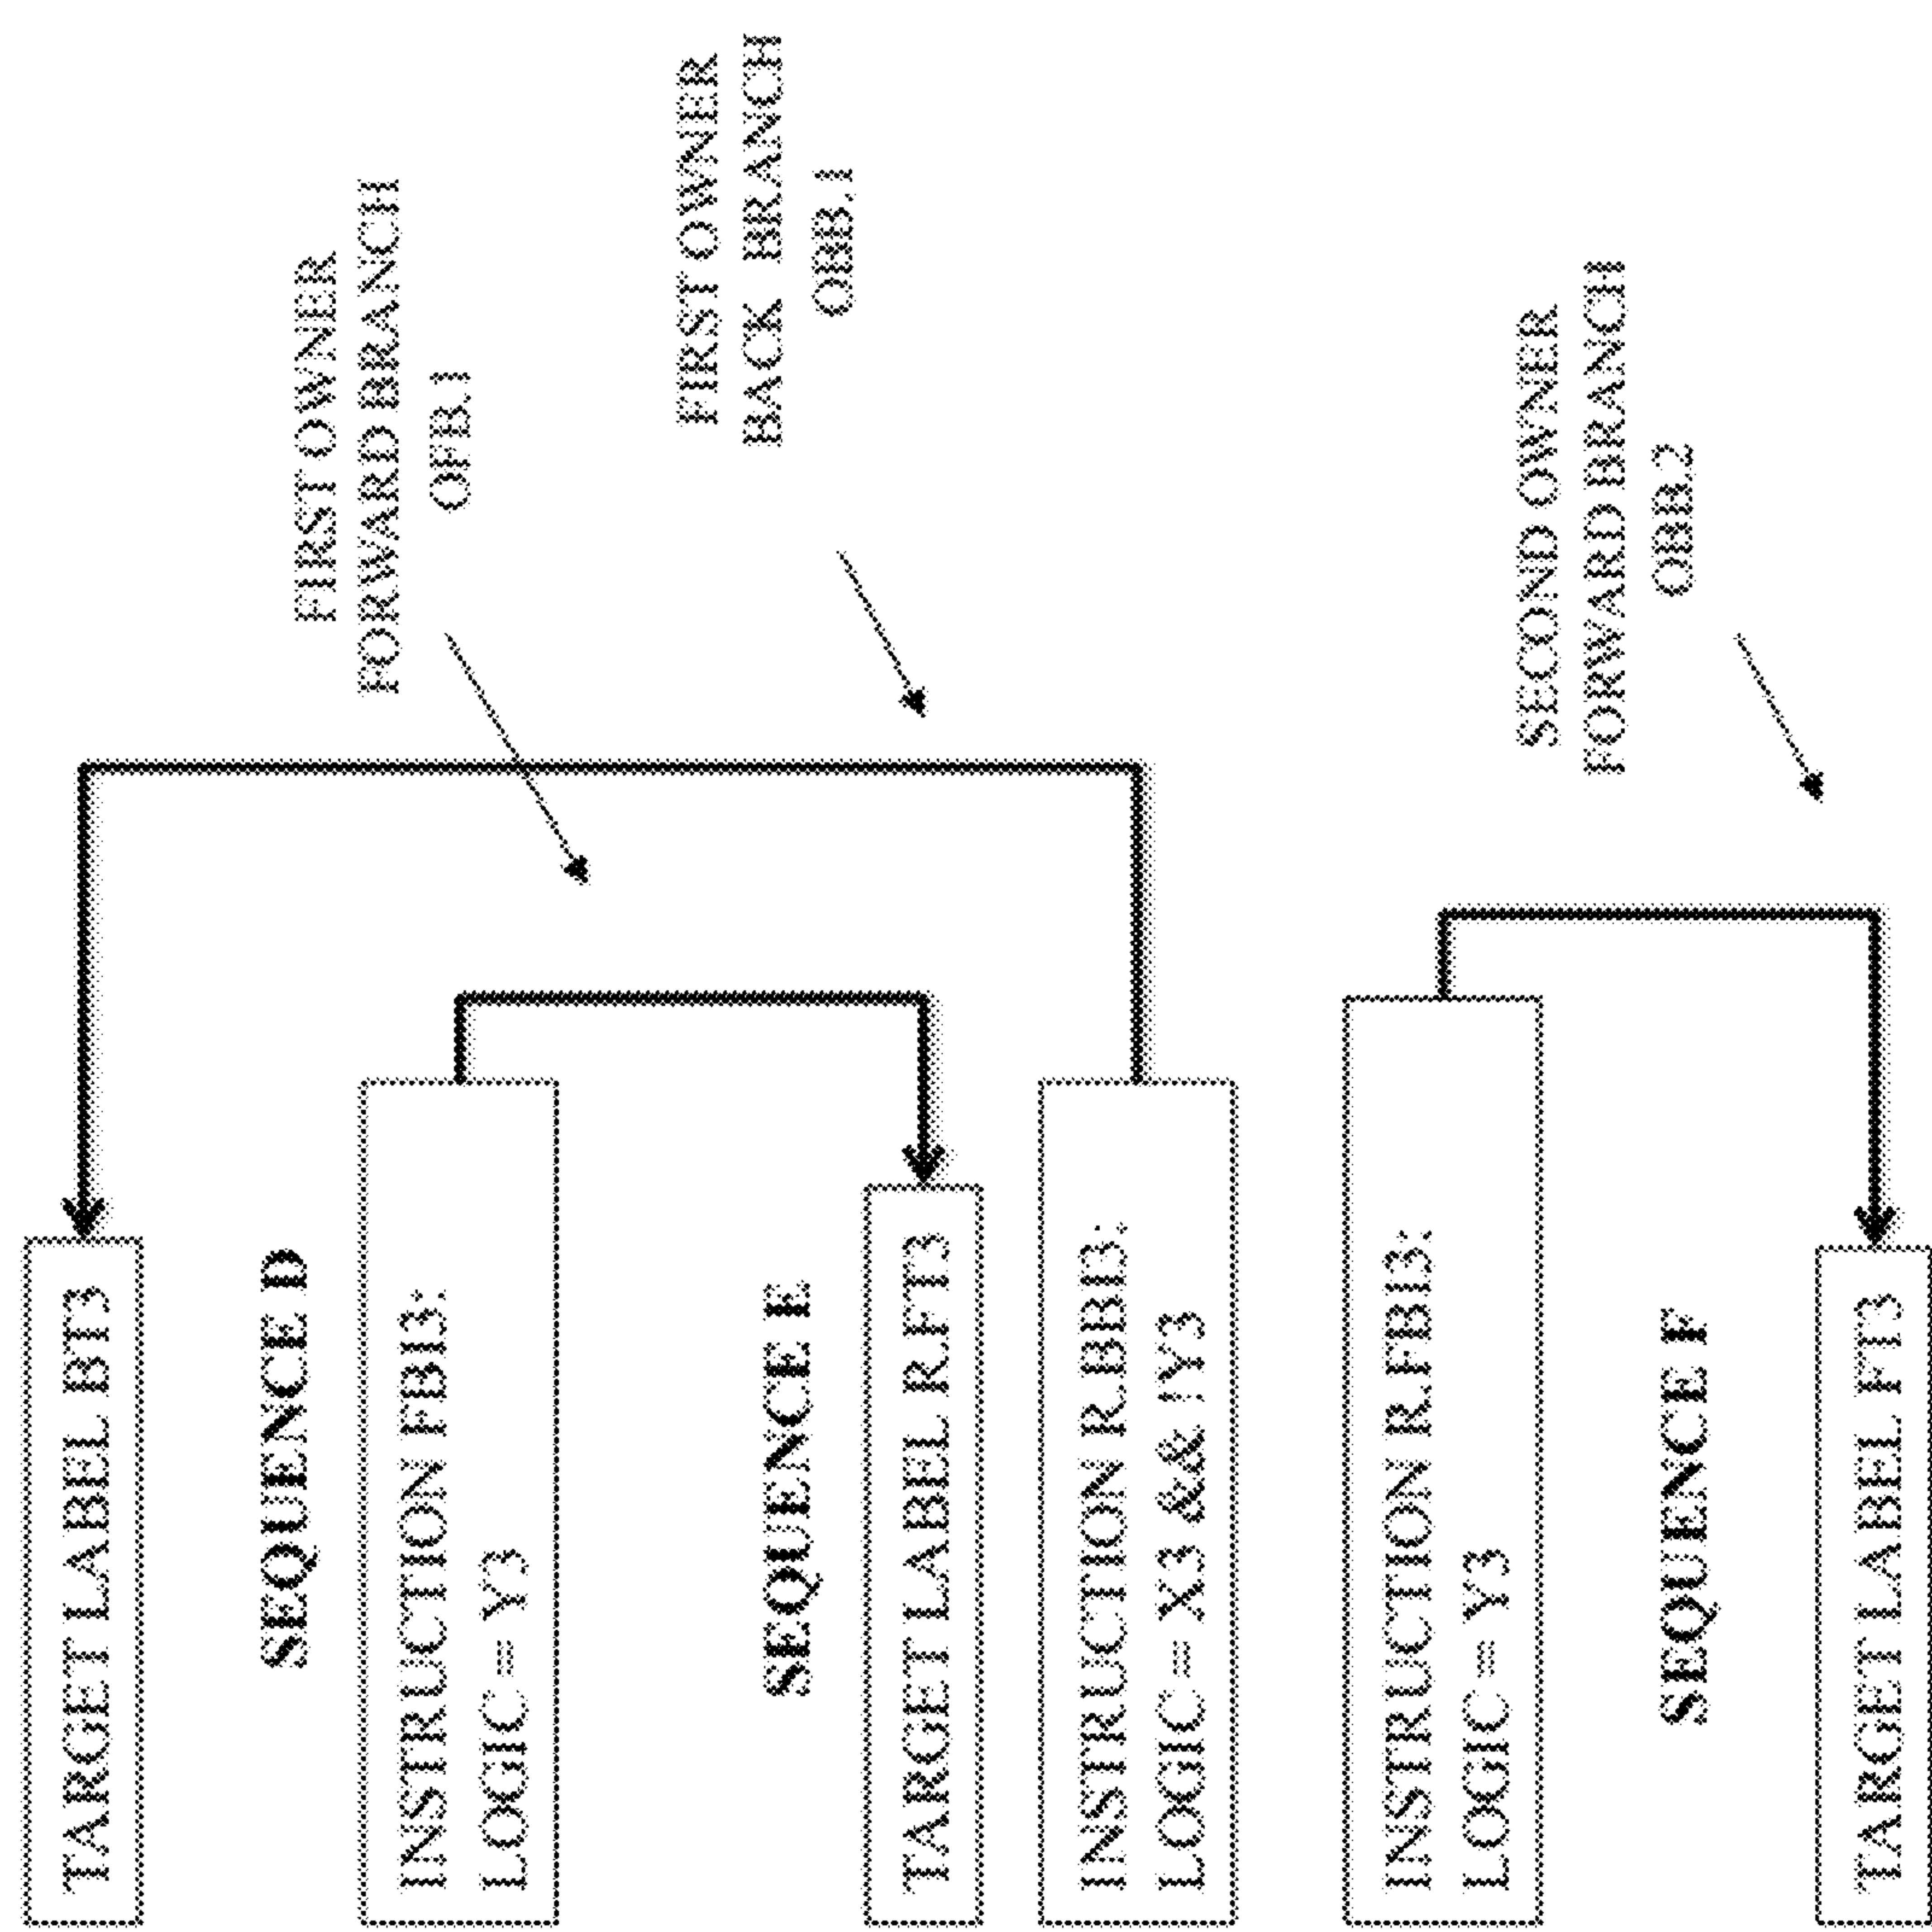 TARGET LABEL BT3
SEQUENCE D
INSTRUCTION FBI3:
LOGIC = Y3
SEQUENCE E
TARGET LABEL R.FT3
INSTRUCTION R.BBI3:
LOGIC = X3 && !Y3
INSTRUCTION R.FBI3:
LOGIC = Y3
SEQUENCE F
TARGET LABEL FT3
FIRST OWNER
FORWARD BRANCH
OFB.1
FIRST OWNER
BACK BRANCH
OBB.1
SECOND OWNER
FORWARD BRANCH
OBB.2